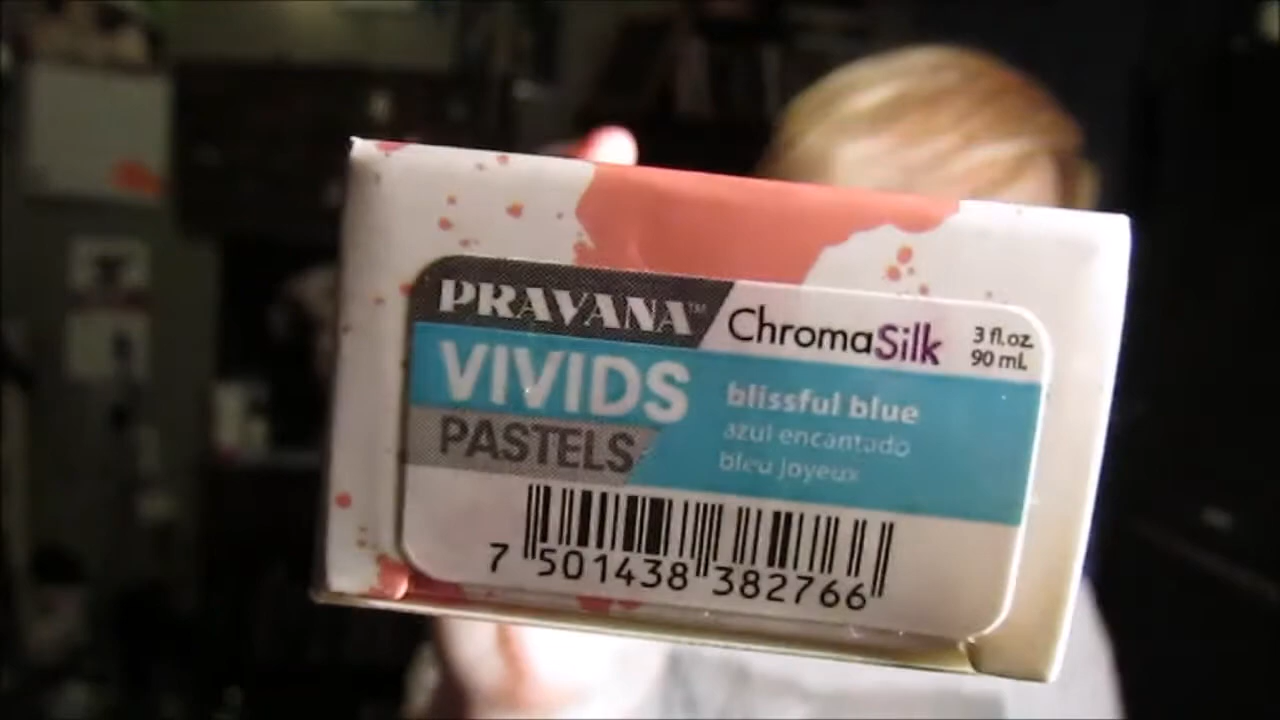 PRAVANA™ ChromaSilk 3 fl.oz.
90 mL
VIVIDS
PASTELS
blissful blue
azul encantado
bleu joyeux
7 501438 382766